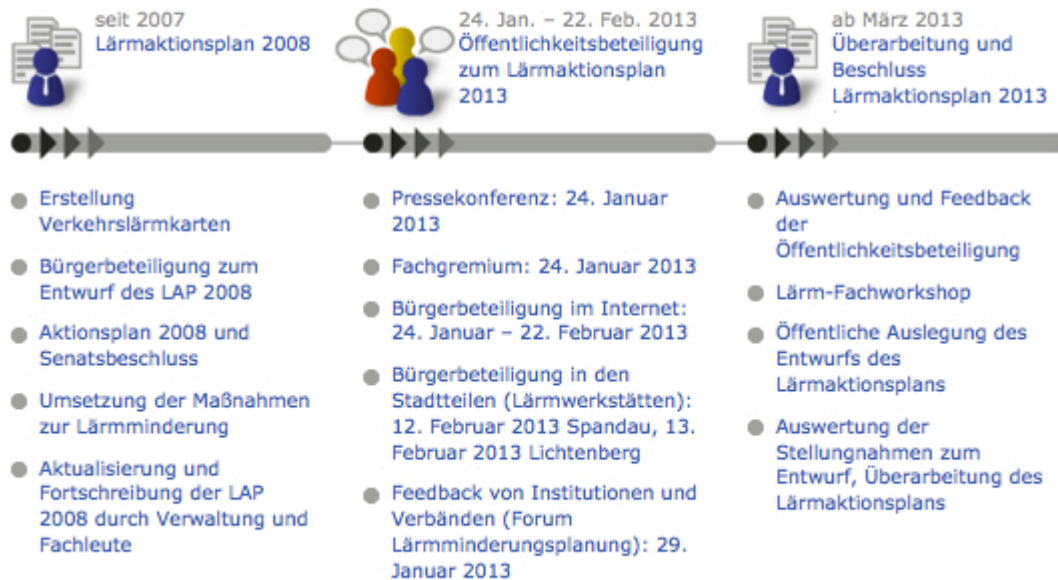 seit 2007
Lärmaktionsplan 2008
24. Jan. – 22. Feb. 2013
Öffentlichkeitsbeteiligung
zum Lärmaktionsplan
2013
ab März 2013
Überarbeitung und
Beschluss
Lärmaktionsplan 2013
Erstellung
Verkehrslärmkarten
Bürgerbeteiligung zum
Entwurf des LAP 2008
Aktionsplan 2008 und
Senatsbeschluss
Umsetzung der Maßnahmen
zur Lärmminderung
Aktualisierung und
Fortschreibung der LAP
2008 durch Verwaltung und
Fachleute
Pressekonferenz: 24. Januar
2013
Fachgremium: 24. Januar 2013
Bürgerbeteiligung im Internet:
24. Januar – 22. Februar 2013
Bürgerbeteiligung in den
Stadtteilen (Lärmwerkstätten):
12. Februar 2013 Spandau, 13.
Februar 2013 Lichtenberg
Feedback von Institutionen und
Verbänden (Forum
Lärmminderungsplanung): 29.
Januar 2013
Auswertung und Feedback
der
Öffentlichkeitsbeteiligung
Lärm-Fachworkshop
Öffentliche Auslegung des
Entwurfs des
Lärmaktionsplans
Auswertung der
Stellungnahmen zum
Entwurf, Überarbeitung des
Lärmaktionsplans